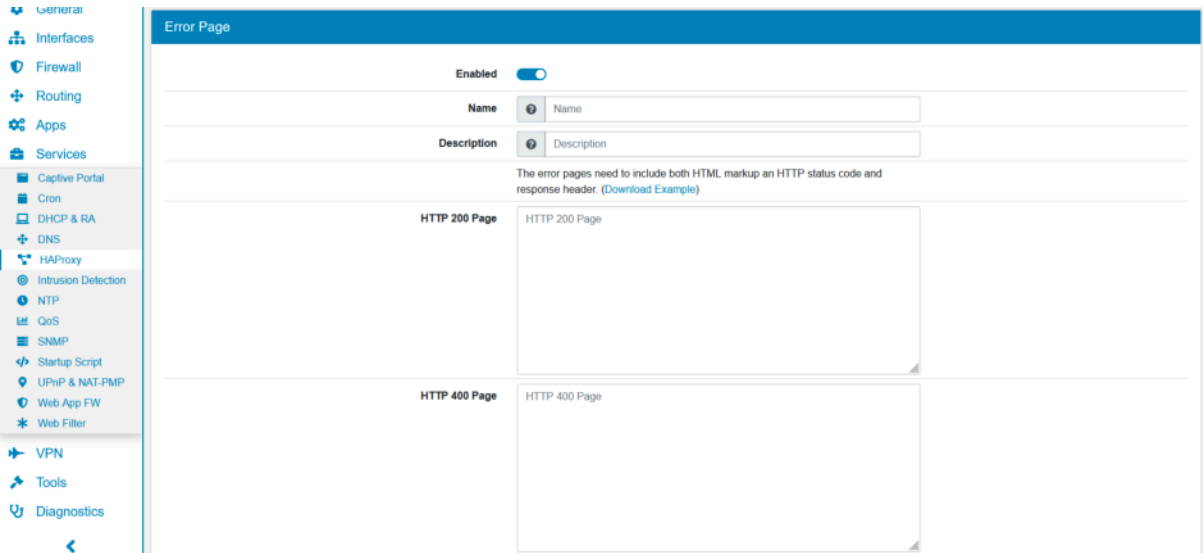 General
Interfaces
Firewall
Routing
Apps
Services
Captive Portal
Cron
DHCP & RA
DNS
HAProxy
Intrusion Detection
NTP
QoS
SNMP
Startup Script
UPnP & NAT-PMP
Web App FW
Web Filter
VPN
Tools
Diagnostics
Error Page
Enabled
Name
Name
Description
Description
The error pages need to include both HTML markup an HTTP status code and
response header. (Download Example)
HTTP 200 Page
HTTP 200 Page
HTTP 400 Page
HTTP 400 Page